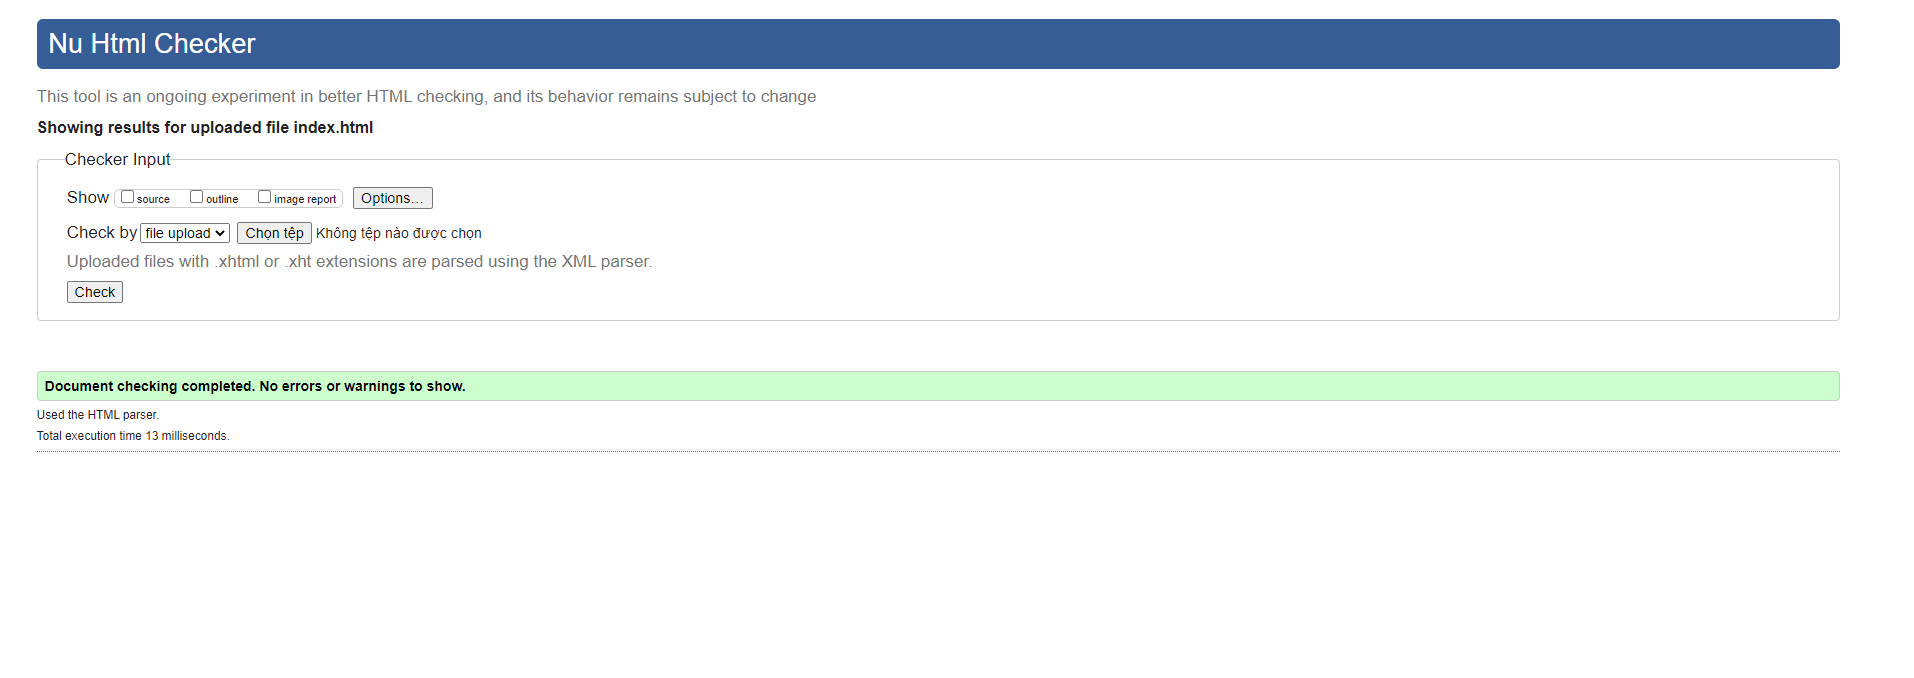 Nu Html Checker
This tool is an ongoing experiment in better HTML checking, and its behavior remains subject to change
Showing results for uploaded file index.html
Checker Input
Show source outline image report Options...
Check by file upload Chọn tệp Không tệp nào được chọn
Uploaded files with .xhtml or .xht extensions are parsed using the XML parser.
Check
Document checking completed. No errors or warnings to show.
Used the HTML parser.
Total execution time 13 milliseconds.